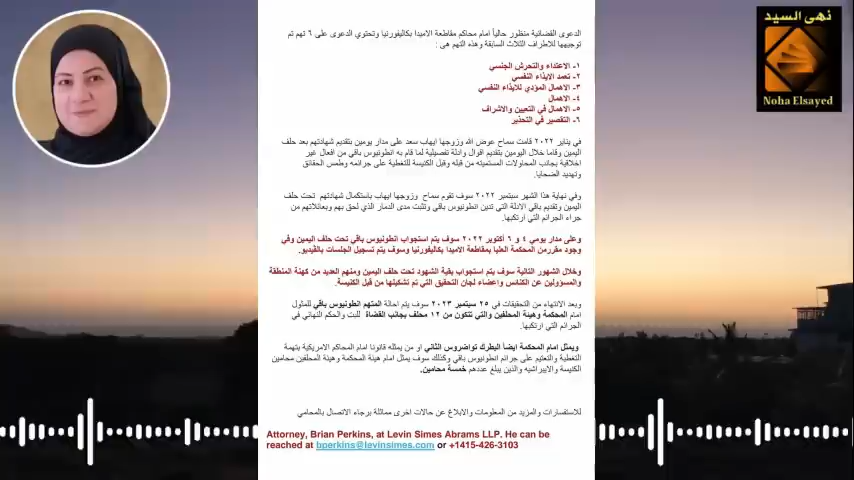 نهى السيد
Noha Elsayed
الدعوى القضائية منظور حالياً امام محاكم مقاطعة الاميدا بكاليفورنيا وتحتوي الدعوى على ٦ تهم تم
توجيهها للاطراف الثلاث السابقة وهذه التهم هى :
١- الاعتداء والتحرش الجنسي
٢- تعمد الايذاء النفسي
٣- الاهمال المؤدي للايذاء النفسي
٤- الاهمال
٥- الاهمال في التعيين والاشراف
٦- التقصير في التحذير
في يناير ٢٠٢٢ قامت سماح عوض الله وزوجها ايهاب سعد على مدار يومين بتقديم شهادتهم بعد حلف
اليمين وقاما خلال اليومين بتقديم اقوال وادلة تفصيلية لما قام به انطونيوس باقي من افعال غير
اخلاقية بجانب المحاولات المستميته من قبله وقبل الكنيسة للتغطية على جرائمه وطمس الحقائق
وتهديد الضحايا.
وفي نهاية هذا الشهر سبتمبر ٢٠٢٢ سوف تقوم سماح وزوجها ايهاب باستكمال شهادتهم تحت حلف
اليمين وتقديم باقي الادلة التي تدين انطونيوس باقي وتثبت مدى الدمار الذي لحق بهم وبعائلاتهم من
جراء الجرائم التي ارتكبها.
وعلى مدار يومي ٤ و ٦ أكتوبر ٢٠٢٢ سوف يتم استجواب انطونيوس باقي تحت حلف اليمين وفي
وجود مقررمن المحكمة العليا بمقاطعة الاميدا بكاليفورنيا وسوف يتم تسجيل الجلسات بالفيديو.
وخلال الشهور التالية سوف يتم استجواب بقية الشهود تحت حلف اليمين ومنهم العديد من كهنة المنطقة
والمسؤولين عن الكنائس واعضاء لجان التحقيق التي تم تشكيلها من قبل الكنيسة.
وبعد الانتهاء من التحقيقات في ٢٥ سبتمبر ٢٠٢٣ سوف يتم احالة المتهم انطونيوس باقي للمثول
امام المحكمة وهيئة المحلفين والتي تتكون من ١٢ محلف بجانب القضاة للبت والحكم النهائي في
الجرائم التي ارتكبها.
ويمثل امام المحكمة ايضاً البطرك تواضروس الثاني او من يمثله قانونا امام المحاكم الامريكية بتهمة
التغطية والتعتيم على جرائم انطونيوس باقي وكذلك سوف يمثل امام هيئة المحكمة وهيئة المحلفين محامين
الكنيسة والايبراشيه والذين يبلغ عددهم خمسة محامين.
للاستفسارات والمزيد من المعلومات والابلاغ عن حالات اخرى مماثلة برجاء الاتصال بالمحامي
Attorney, Brian Perkins, at Levin Simes Abrams LLP. He can be
reached at bperkins@levinsimes.com or +1415-426-3103